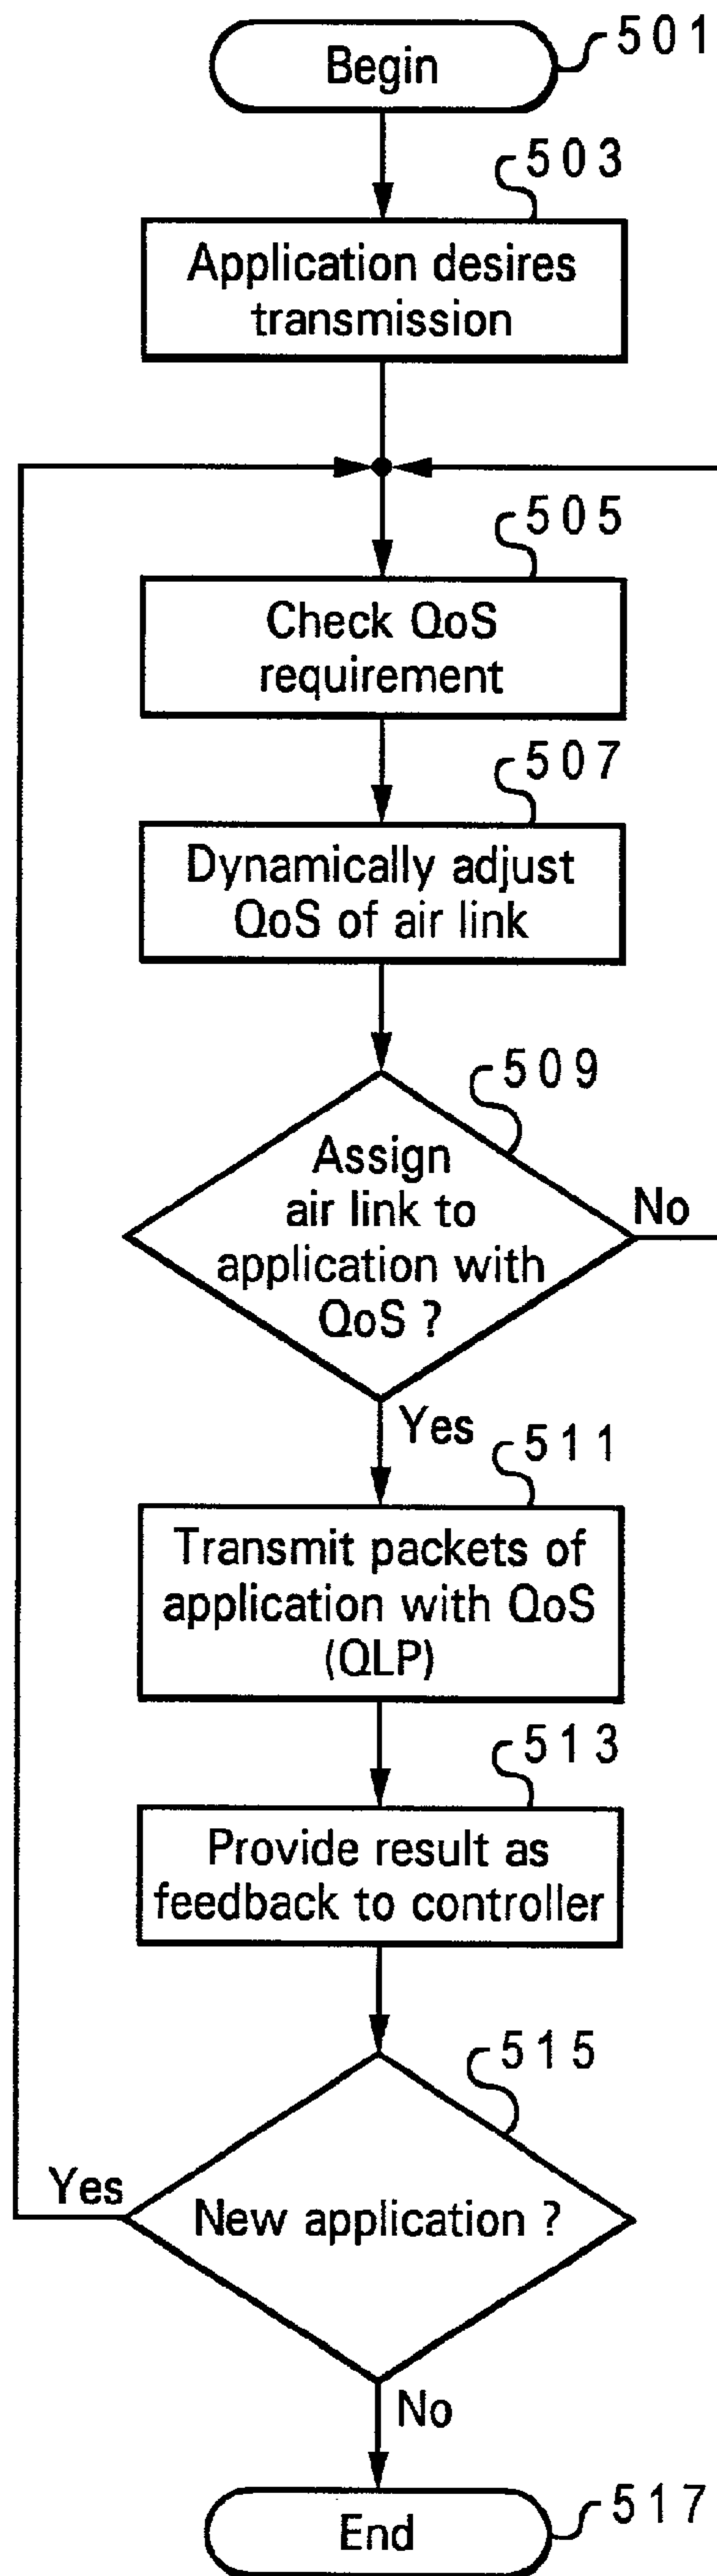 Begin
501
503
Application desires
transmission
505
Check QoS
requirement
507
Dynamically adjust
QoS of air link
509
Assign
air link to
application with
QoS ?
No
Yes
511
Transmit packets of
application with QoS
(QLP)
513
Provide result as
feedback to controller
515
Yes
New application ?
No
End
517